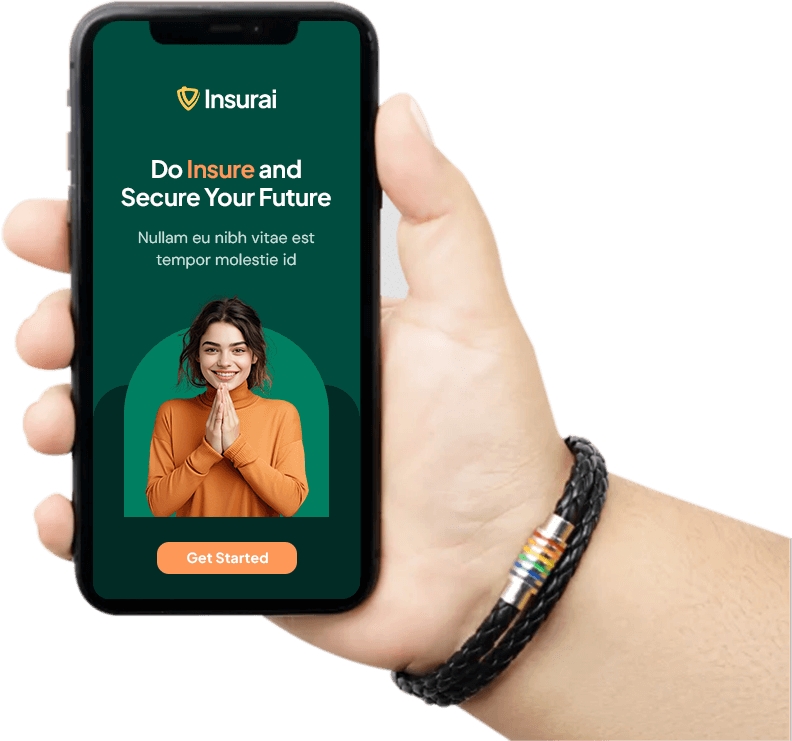 Insurai
Do Insure and
Secure Your Future
Nullam eu nibh vitae est
tempor molestie id
Get Started